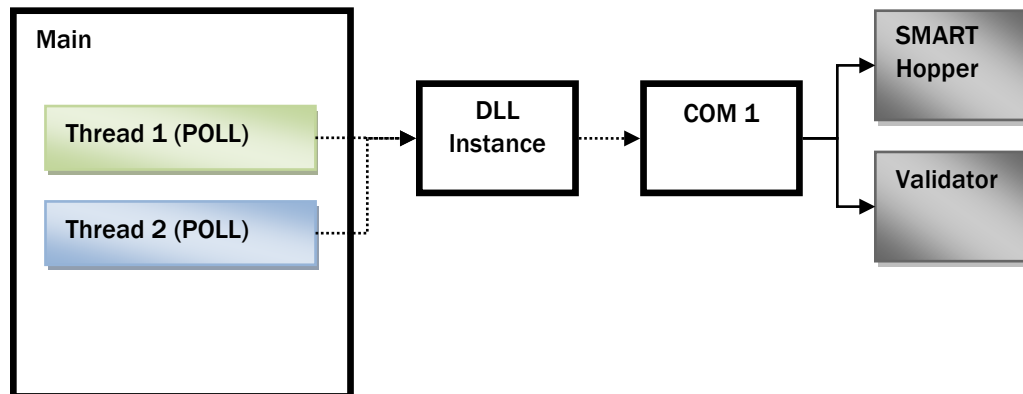 Main
Thread 1 (POLL)
Thread 2 (POLL)
DLL
Instance
COM 1
SMART
Hopper
Validator